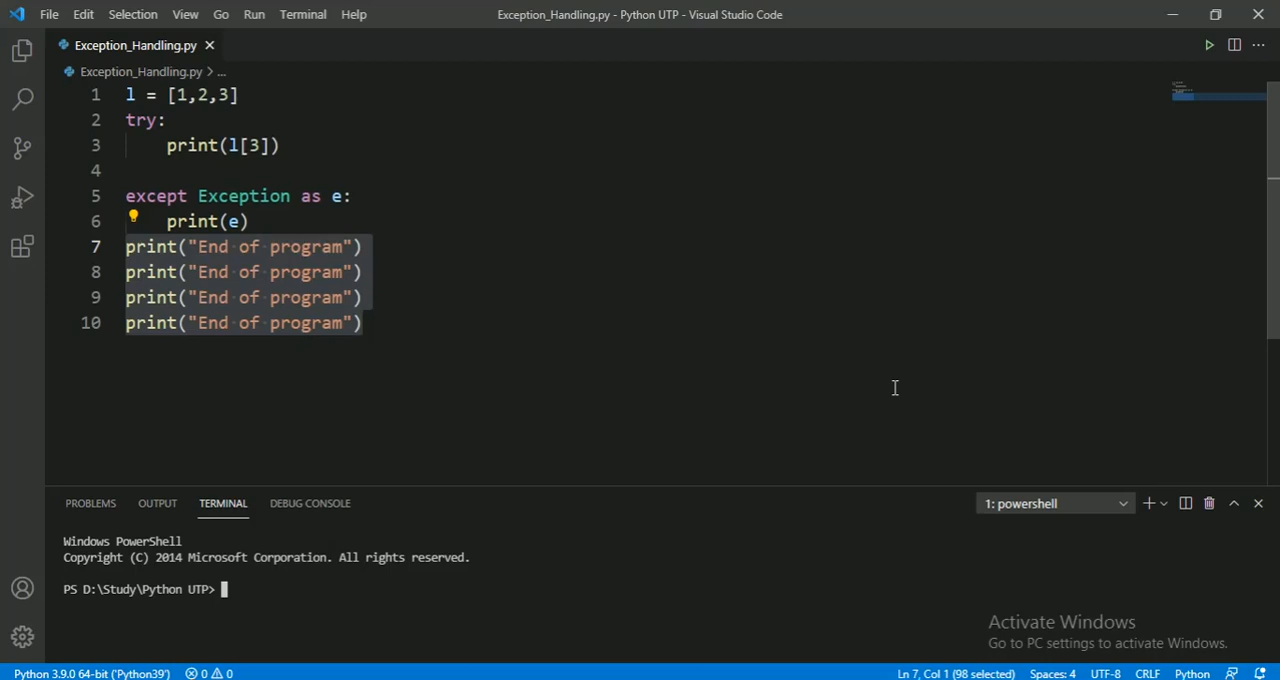 File Edit Selection View Go Run Terminal Help Exception_Handling.py - Python UTP - Visual Studio Code
Exception_Handling.py
Exception_Handling.py > ...
1 l = [1,2,3]
2 try:
3 print(l[3])
4
5 except Exception as e:
6 print(e)
7 print("End of program")
8 print("End of program")
9 print("End of program")
10 print("End of program")
PROBLEMS OUTPUT TERMINAL DEBUG CONSOLE 1: powershell
Windows PowerShell
Copyright (C) 2014 Microsoft Corporation. All rights reserved.
PS D:\Study\Python UTP>
Activate Windows
Go to PC settings to activate Windows.
Python 3.9.0 64-bit ('Python39') 0 0 Ln 7, Col 1 (98 selected) Spaces: 4 UTF-8 CRLF Python